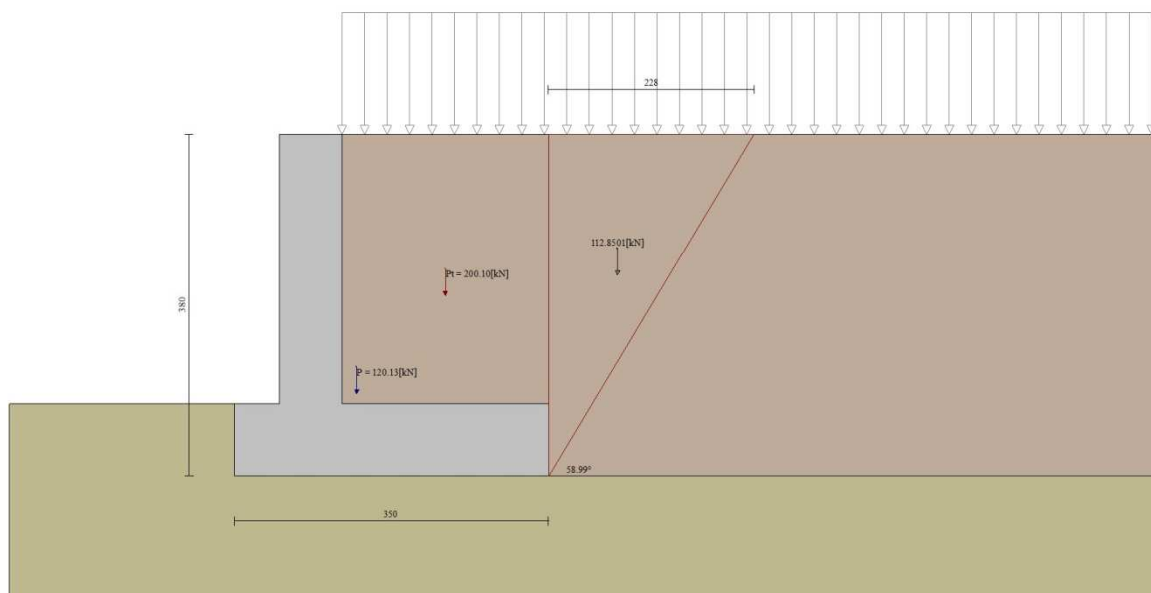 228
112.8501[kN]
Pt = 200.10[kN]
380
P = 120.13[kN]
58.99°
350